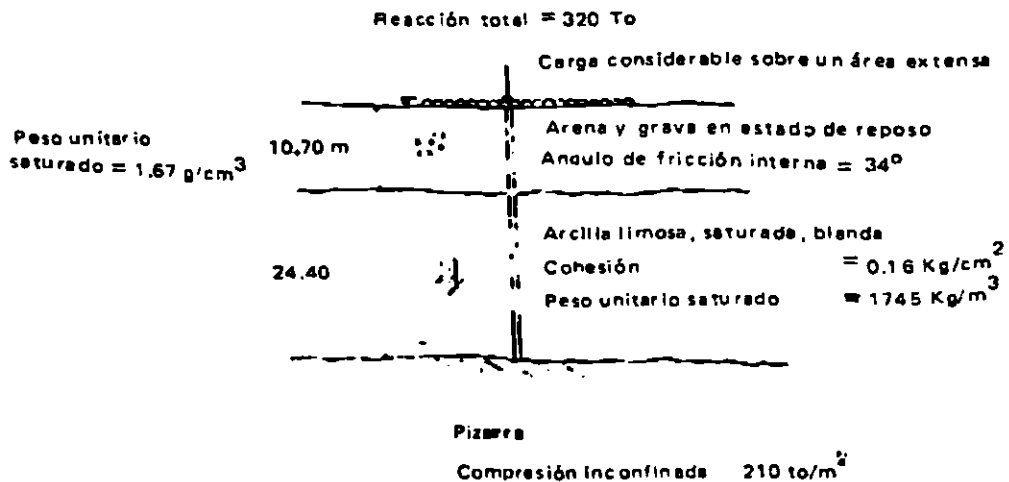 Reacción total = 320 To
Carga considerable sobre un área extensa
Peso unitario
saturado = 1.67 g/cm³
10,70 m
Arena y grava en estado de reposo
Angulo de fricción interna = 34°
24.40
Arcilla limosa, saturada, blanda
Cohesión = 0.16 Kg/cm²
Peso unitario saturado = 1745 Kg/m³
Pizarra
Compresión inconfinada 210 to/m²